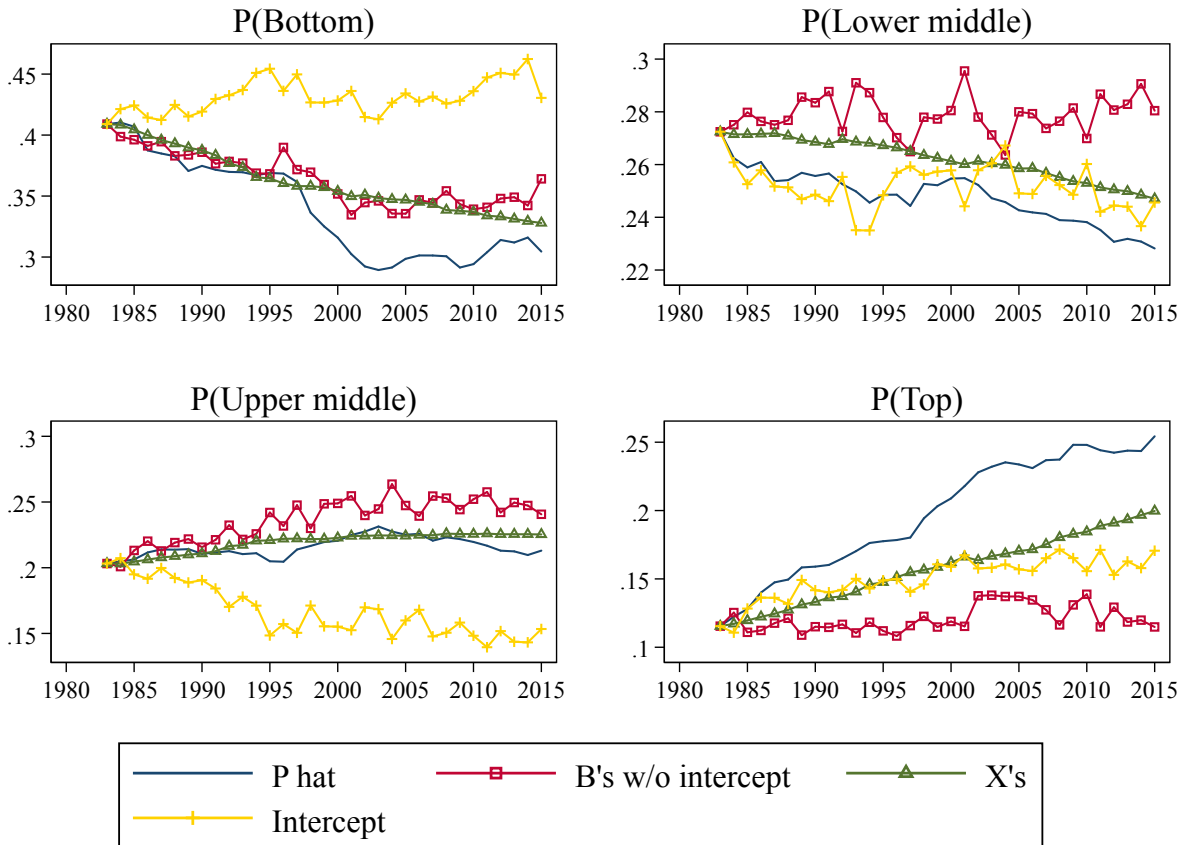 P(Bottom)
P(Lower middle)
.45
.4
.35
.3
1980 1985 1990 1995 2000 2005 2010 2015
.3
.28
.26
.24
.22
1980 1985 1990 1995 2000 2005 2010 2015
P(Upper middle)
P(Top)
.3
.25
.2
.15
1980 1985 1990 1995 2000 2005 2010 2015
.25
.2
.15
.1
1980 1985 1990 1995 2000 2005 2010 2015
P hat
B's w/o intercept
X's
Intercept